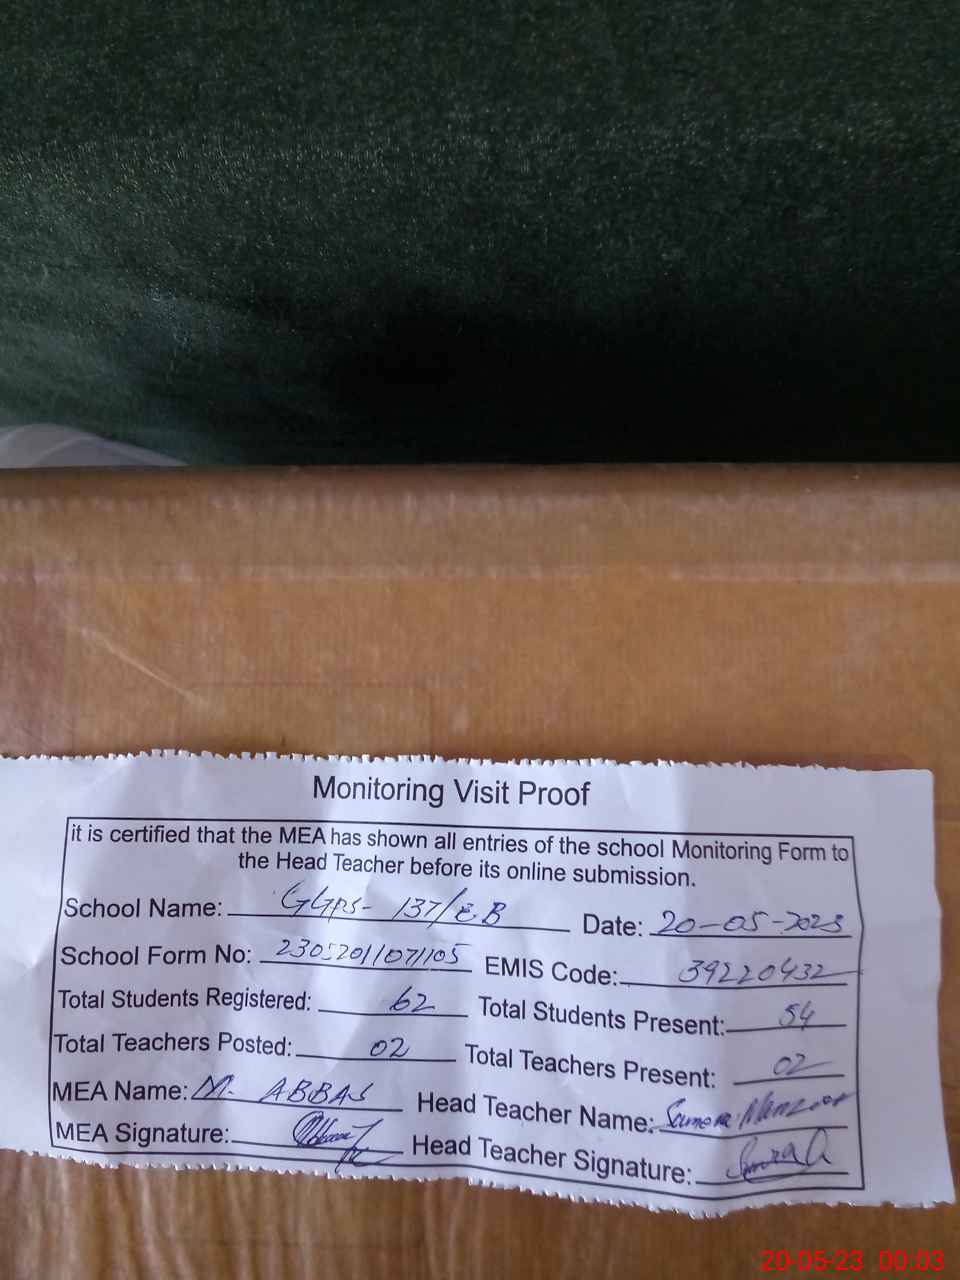 Monitoring Visit Proof
it is certified that the MEA has shown all entries of the school Monitoring Form to
the Head Teacher before its online submission.
School Name: GGPS- 137/E.B Date: 20-05-2023
School Form No: 2305201107/105 EMIS Code: 39220432
Total Students Registered: 62 Total Students Present: 54
Total Teachers Posted: 02 Total Teachers Present: 02
MEA Name: M. ABBAS Head Teacher Name: Manzoor
MEA Signature: Head Teacher Signature:
20-05-23 00:03